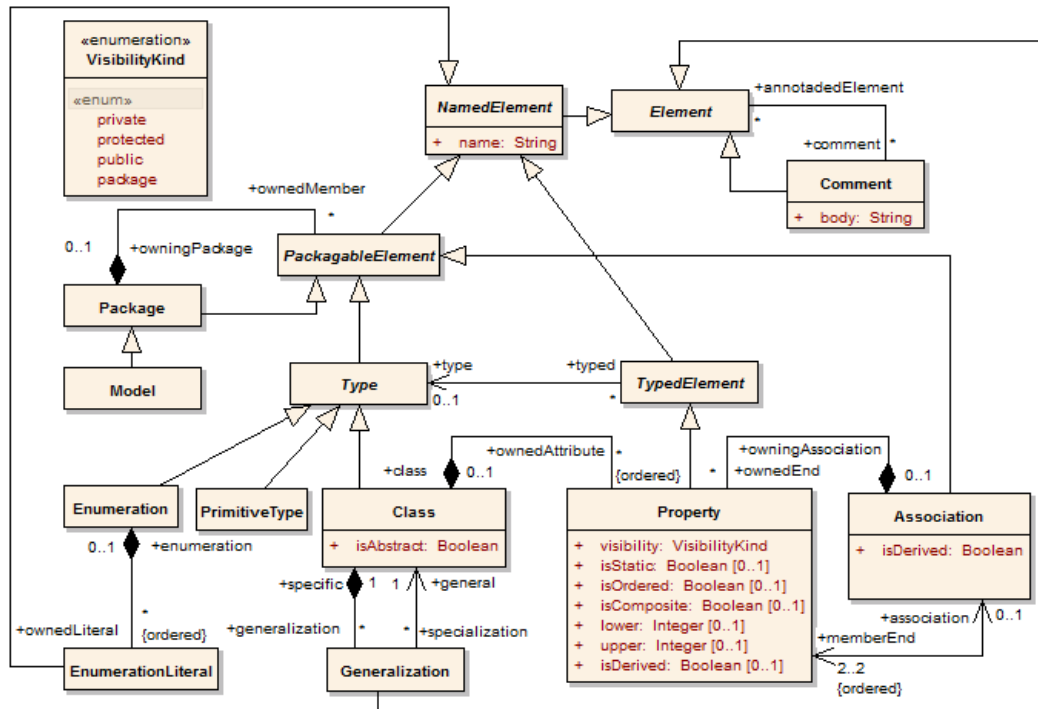 «enumeration»
VisibilityKind
«enum»
private
protected
public
package
NamedElement
+ name: String
Element
+annotadedElement
*
+comment
*
Comment
+ body: String
+ownedMember
*
0..1
+owningPackage
PackagableElement
Package
Model
+type
0..1
Type
+typed
*
TypedElement
+class
0..1
+ownedAttribute
*
{ordered}
+owningAssociation
*
+ownedEnd
0..1
Enumeration
PrimitiveType
Class
+ isAbstract: Boolean
Property
+ visibility: VisibilityKind
+ isStatic: Boolean [0..1]
+ isOrdered: Boolean [0..1]
+ isComposite: Boolean [0..1]
+ lower: Integer [0..1]
+ upper: Integer [0..1]
+ isDerived: Boolean [0..1]
Association
+ isDerived: Boolean
0..1
+enumeration
+specific
1
1
+general
+ownedLiteral
*
{ordered}
+generalization
*
*
+specialization
+association
0..1
+memberEnd
2..2
{ordered}
EnumerationLiteral
Generalization